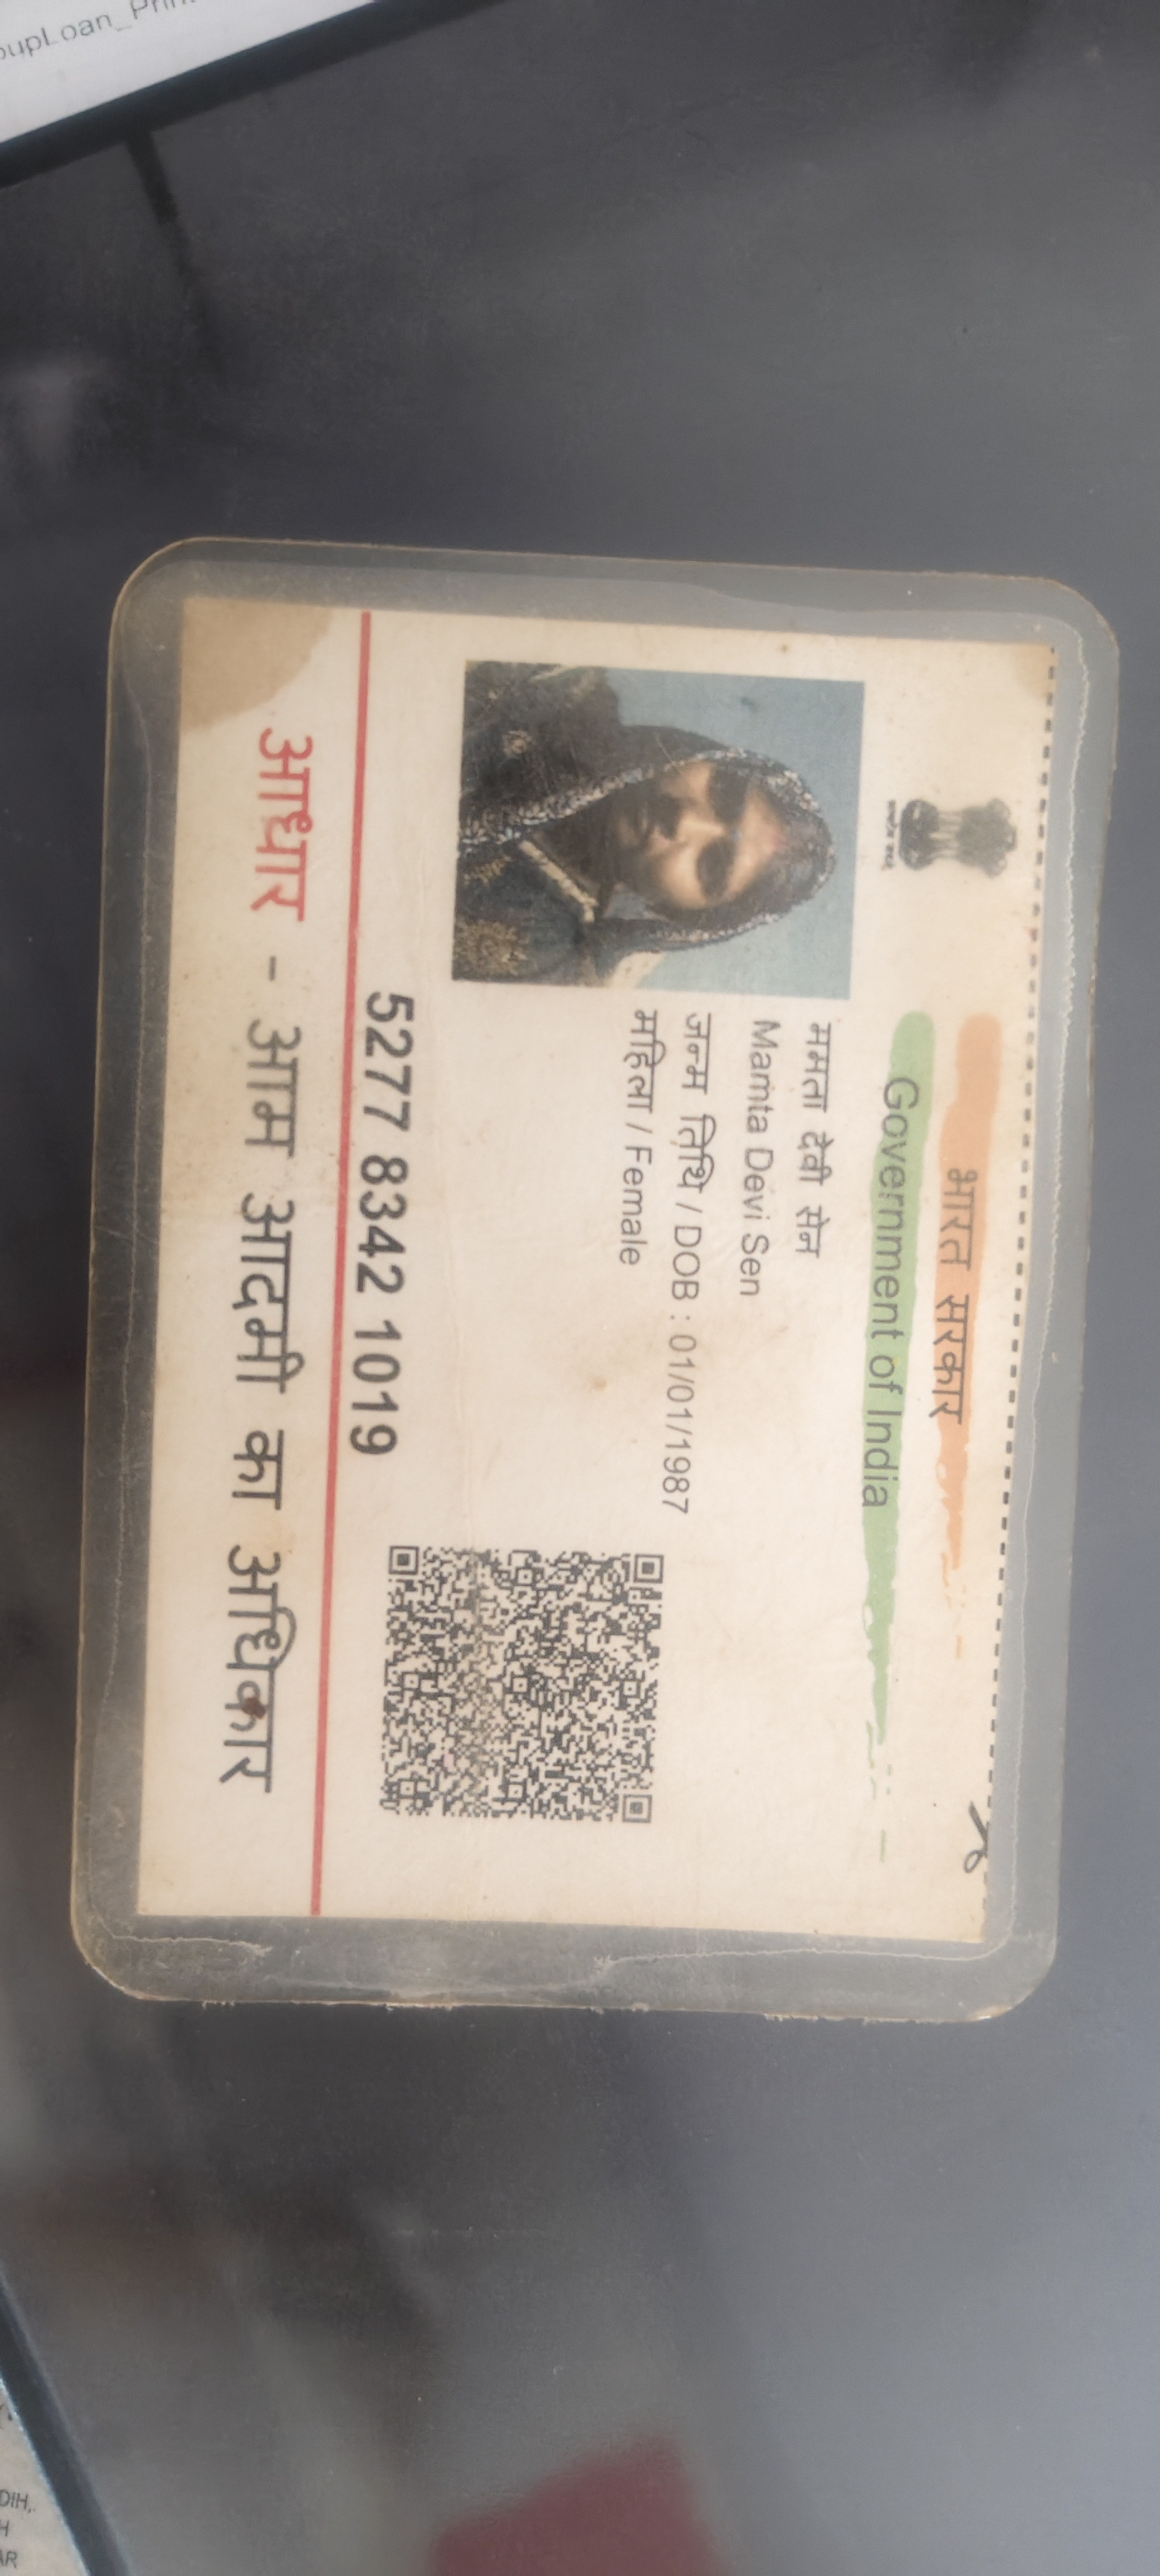 भारत सरकार
Government of India
ममता देवी सेन
Mamta Devi Sen
जन्म तिथि / DOB : 01/01/1987
महिला / Female
5277 8342 1019
आधार - आम आदमी का अधिकार